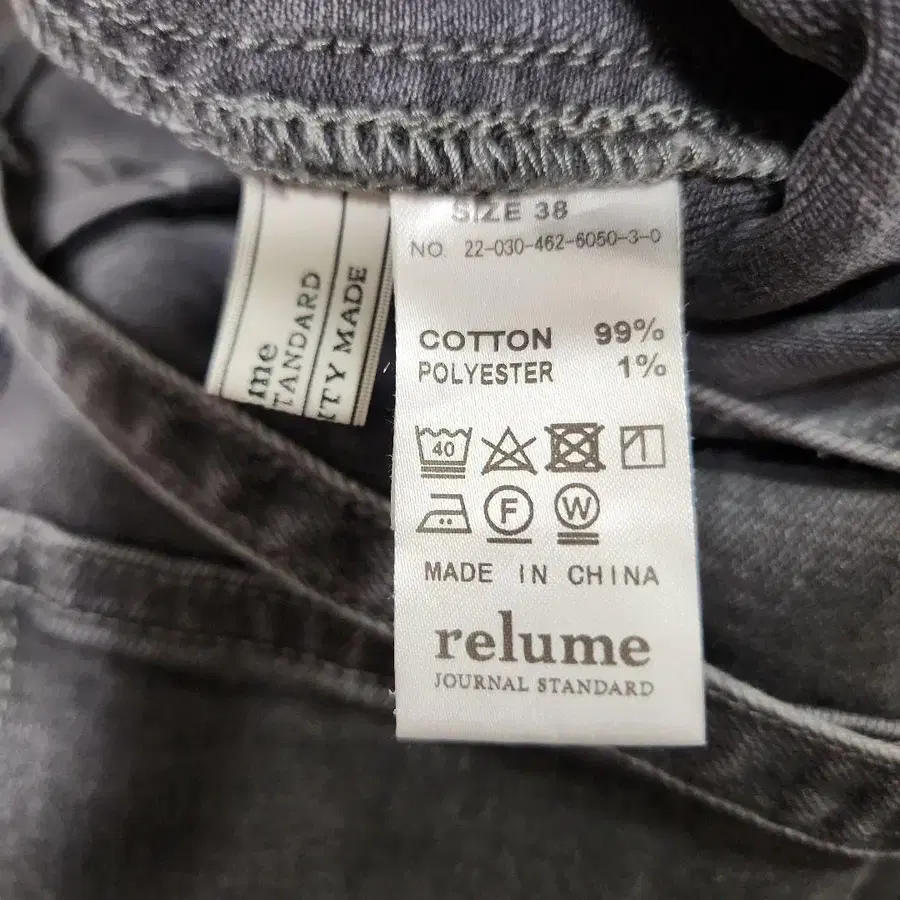 SIZE 38
NO. 22-030-462-6050-3-0
COTTON 99%
POLYESTER 1%
40
F W
MADE IN CHINA
relume
JOURNAL STANDARD
me
TANDARD
ITY MADE